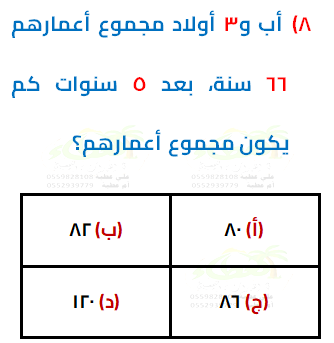 ٨) أب و٣ أولاد مجموع أعمارهم
٦٦ سنة، بعد ٥ سنوات كم
يكون مجموع أعمارهم؟
(أ) ٨٠
(ب) ٨٢
(ج) ٨٦
(د) ١٢٠